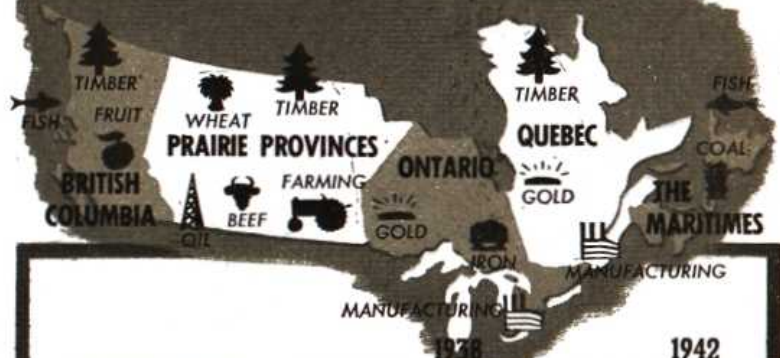 TIMBER
FISH
FRUIT
BRITISH
COLUMBIA
WHEAT
TIMBER
PRAIRIE PROVINCES
OIL
BEEF
FARMING
ONTARIO
GOLD
IRON
MANUFACTURING
TIMBER
QUEBEC
GOLD
MANUFACTURING
FISH
COAL
THE
MARITIMES
1938 1942